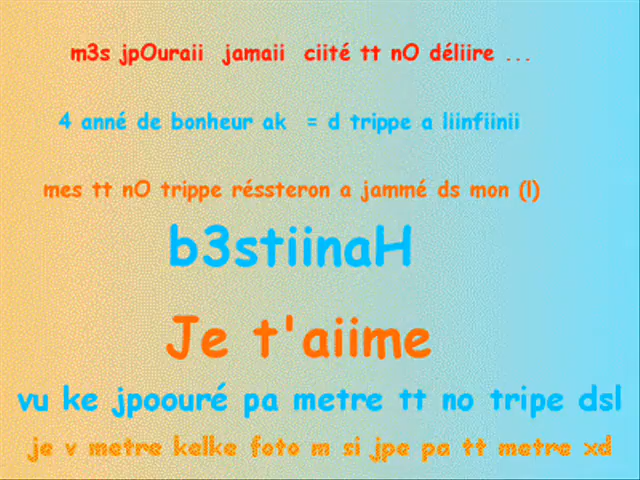 m3s jpOuraii jamaii ciité tt nO déliire ...
4 anné de bonheur ak = d trippe a liinfiinii
mes tt nO trippe réssteron a jammé ds mon (l)
b3stiinaH
Je t'aiime
vu ke jpoouré pa metre tt no tripe dsl
je v metre kelke foto m si jpe pa tt metre xd